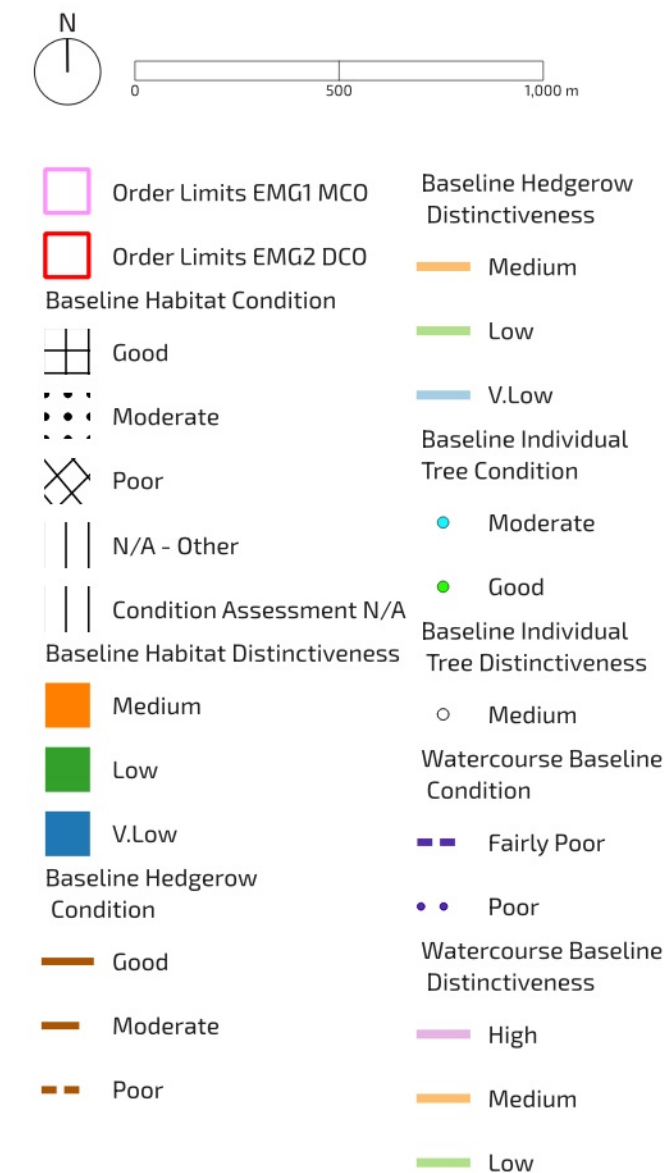 N
0 500 1,000 m
Order Limits EMG1 MCO
Order Limits EMG2 DCO
Baseline Habitat Condition
Good
Moderate
Poor
N/A - Other
Condition Assessment N/A
Baseline Habitat Distinctiveness
Medium
Low
V.Low
Baseline Hedgerow
Condition
Good
Moderate
Poor
Baseline Hedgerow
Distinctiveness
Medium
Low
V.Low
Baseline Individual
Tree Condition
Moderate
Good
Baseline Individual
Tree Distinctiveness
Medium
Watercourse Baseline
Condition
Fairly Poor
Poor
Watercourse Baseline
Distinctiveness
High
Medium
Low